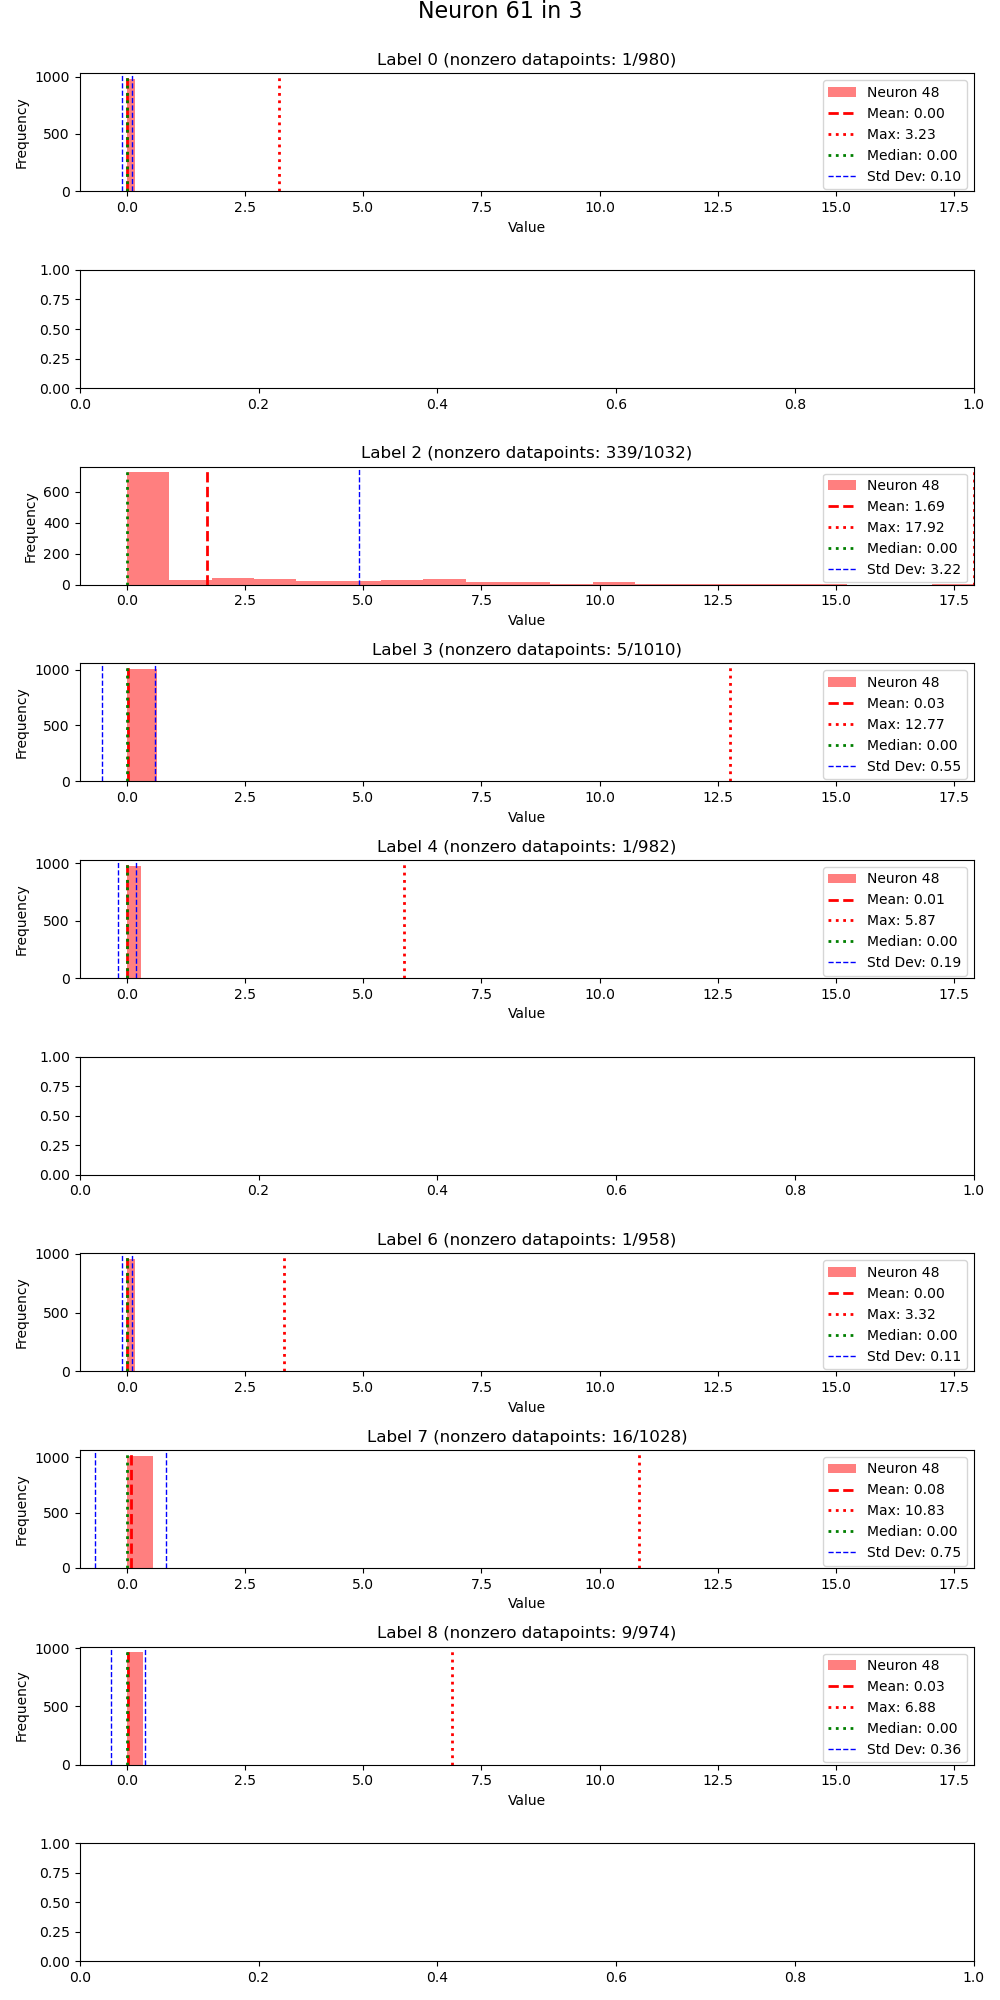 Neuron 61 in 3
Label 0 (nonzero datapoints: 1/980)
Frequency
1000
500
0
Neuron 48
Mean: 0.00
Max: 3.23
Median: 0.00
Std Dev: 0.10
0.0 2.5 5.0 7.5 10.0 12.5 15.0 17.5
Value
1.00
0.75
0.50
0.25
0.00
0.0 0.2 0.4 0.6 0.8 1.0
Label 2 (nonzero datapoints: 339/1032)
Frequency
600
400
200
0
Neuron 48
Mean: 1.69
Max: 17.92
Median: 0.00
Std Dev: 3.22
0.0 2.5 5.0 7.5 10.0 12.5 15.0 17.5
Value
Label 3 (nonzero datapoints: 5/1010)
Frequency
1000
500
0
Neuron 48
Mean: 0.03
Max: 12.77
Median: 0.00
Std Dev: 0.55
0.0 2.5 5.0 7.5 10.0 12.5 15.0 17.5
Value
Label 4 (nonzero datapoints: 1/982)
Frequency
1000
500
0
Neuron 48
Mean: 0.01
Max: 5.87
Median: 0.00
Std Dev: 0.19
0.0 2.5 5.0 7.5 10.0 12.5 15.0 17.5
Value
1.00
0.75
0.50
0.25
0.00
0.0 0.2 0.4 0.6 0.8 1.0
Label 6 (nonzero datapoints: 1/958)
Frequency
1000
500
0
Neuron 48
Mean: 0.00
Max: 3.32
Median: 0.00
Std Dev: 0.11
0.0 2.5 5.0 7.5 10.0 12.5 15.0 17.5
Value
Label 7 (nonzero datapoints: 16/1028)
Frequency
1000
500
0
Neuron 48
Mean: 0.08
Max: 10.83
Median: 0.00
Std Dev: 0.75
0.0 2.5 5.0 7.5 10.0 12.5 15.0 17.5
Value
Label 8 (nonzero datapoints: 9/974)
Frequency
1000
500
0
Neuron 48
Mean: 0.03
Max: 6.88
Median: 0.00
Std Dev: 0.36
0.0 2.5 5.0 7.5 10.0 12.5 15.0 17.5
Value
1.00
0.75
0.50
0.25
0.00
0.0 0.2 0.4 0.6 0.8 1.0